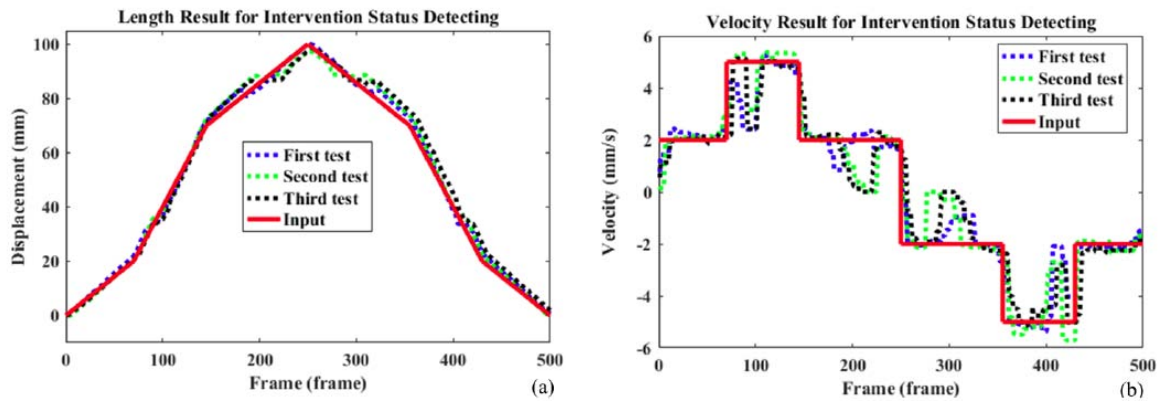 Length Result for Intervention Status Detecting
100
80
60
40
20
0
Displacement (mm)
First test
Second test
Third test
Input
0 100 200 300 400 500
Frame (frame)
(a)
Velocity Result for Intervention Status Detecting
6
4
2
0
-2
-4
-6
Velocity (mm/s)
First test
Second test
Third test
Input
0 100 200 300 400 500
Frame (frame)
(b)